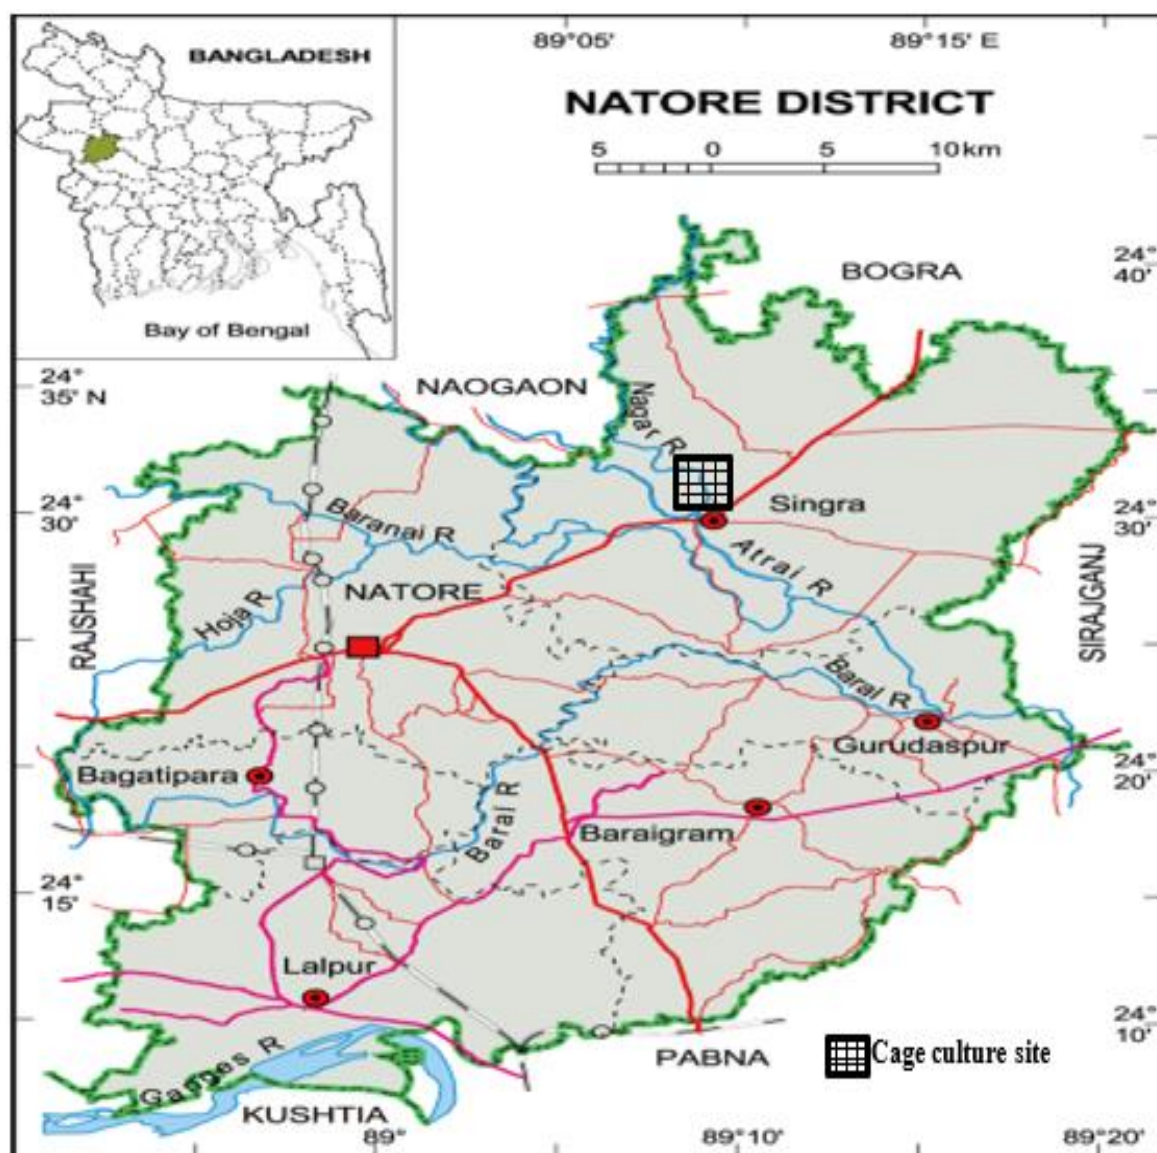 89°05'
89°15' E
BANGLADESH
Bay of Bengal
NATORE DISTRICT
5 0 5 10 km
24°
40'
BOGRA
24°
35' N
NAOGAON
Nagar R
24°
30'
Singra
24°
30'
Baranai R
Atrai R
NATORE
Hoja R
RAJSHAHI
SIRAJGANJ
Baral R
Gurudaspur
Bagatipara
24°
20'
Baral R
Baraigram
24°
15'
Lalpur
24°
10'
Ganges R
PABNA
Cage culture site
KUSHTIA
89°
89°10'
89°20'